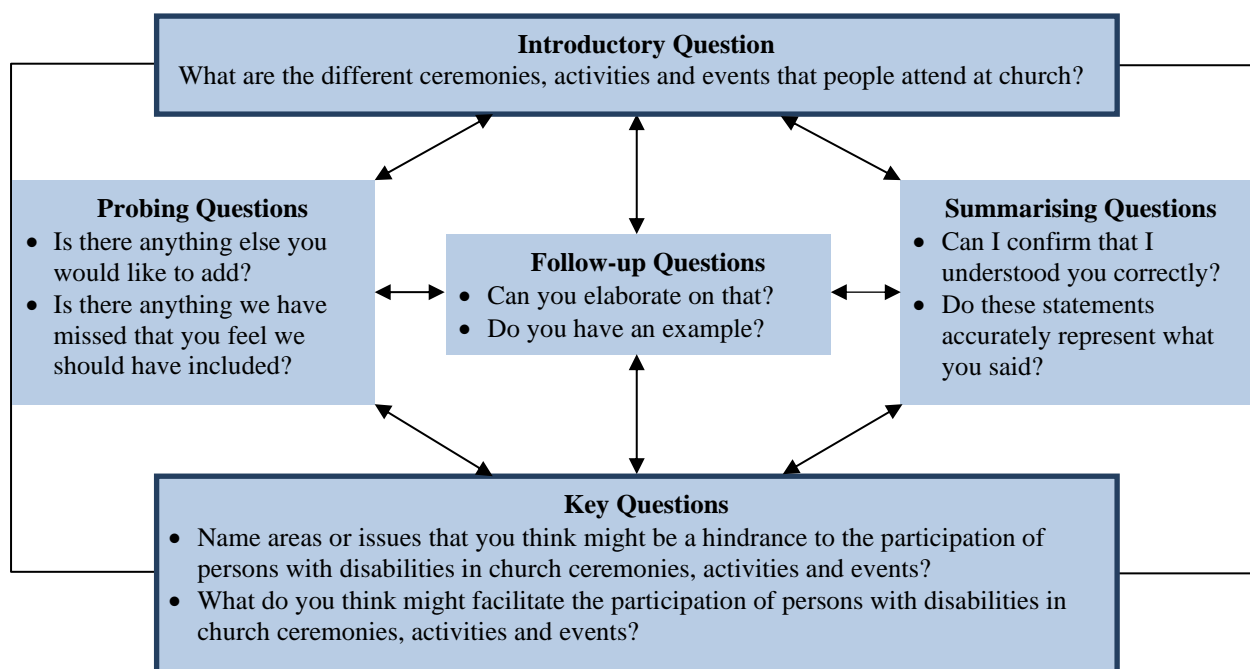 Introductory Question
What are the different ceremonies, activities and events that people attend at church?
Probing Questions
• Is there anything else you
would like to add?
• Is there anything we have
missed that you feel we
should have included?
Follow-up Questions
• Can you elaborate on that?
• Do you have an example?
Summarising Questions
• Can I confirm that I
understood you correctly?
• Do these statements
accurately represent what
you said?
Key Questions
• Name areas or issues that you think might be a hindrance to the participation of
persons with disabilities in church ceremonies, activities and events?
• What do you think might facilitate the participation of persons with disabilities in
church ceremonies, activities and events?